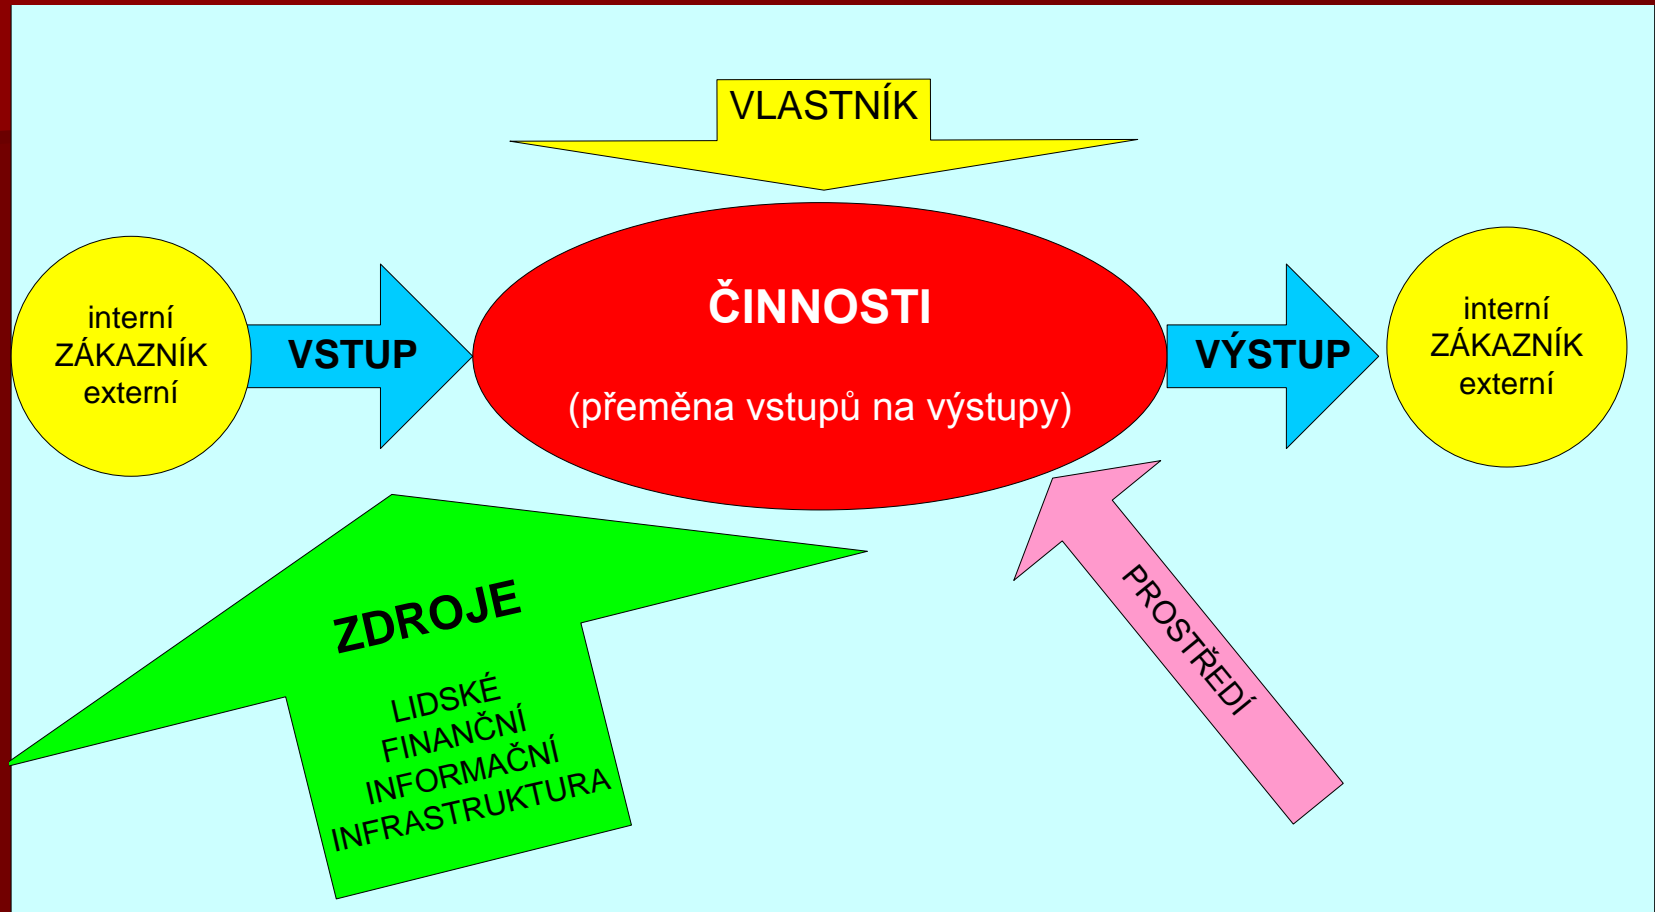 VLASTNÍK
interní
ZÁKAZNÍK
externí
VSTUP
ČINNOSTI
(přeměna vstupů na výstupy)
VÝSTUP
interní
ZÁKAZNÍK
externí
ZDROJE
LIDSKÉ
FINANČNÍ
INFORMAČNÍ
INFRASTRUKTURA
PROSTŘEDÍ